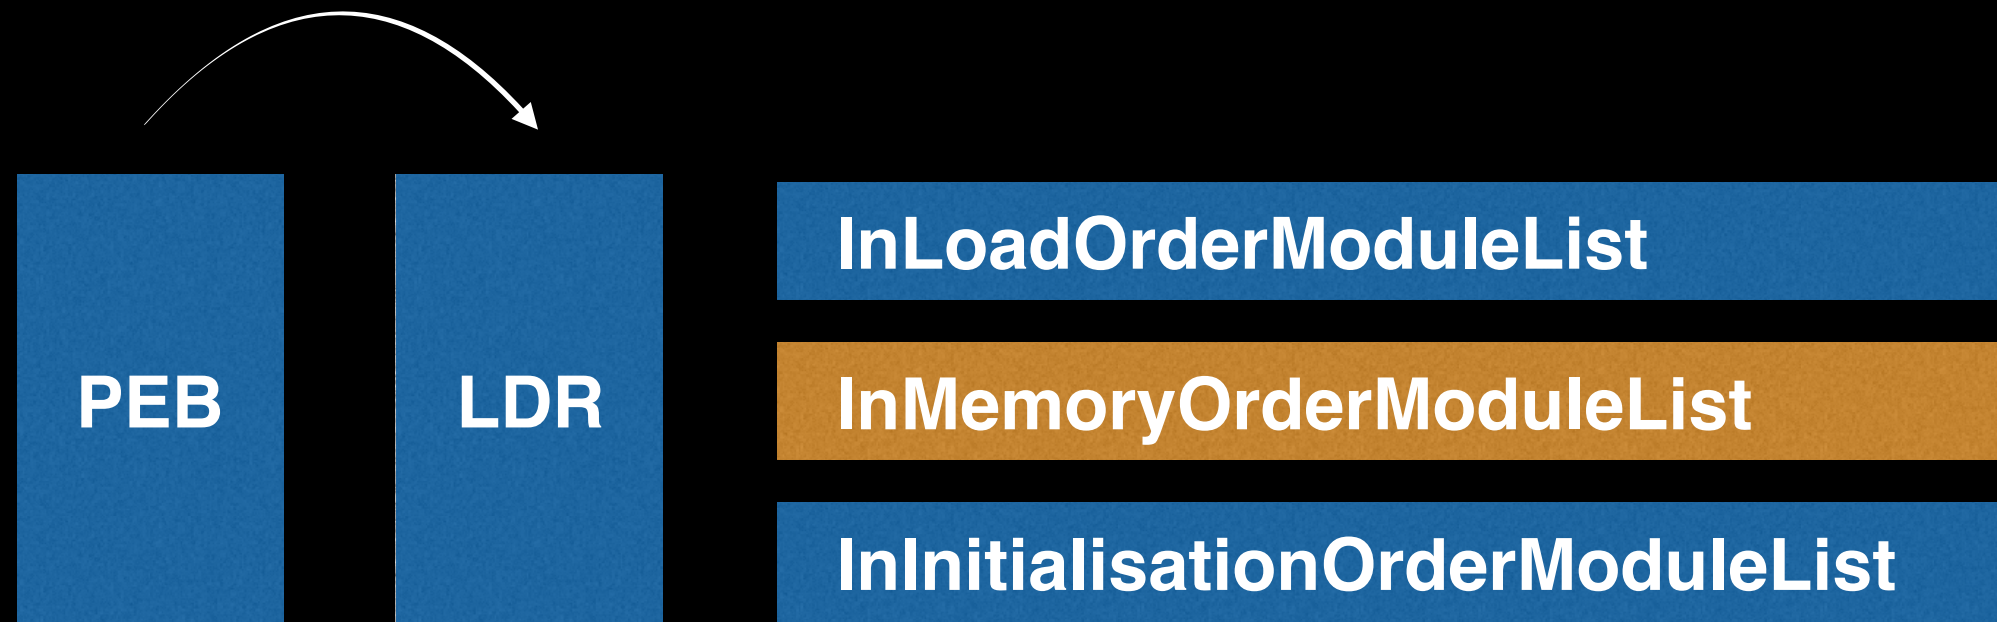 PEB
LDR
InLoadOrderModuleList
InMemoryOrderModuleList
InInitialisationOrderModuleList